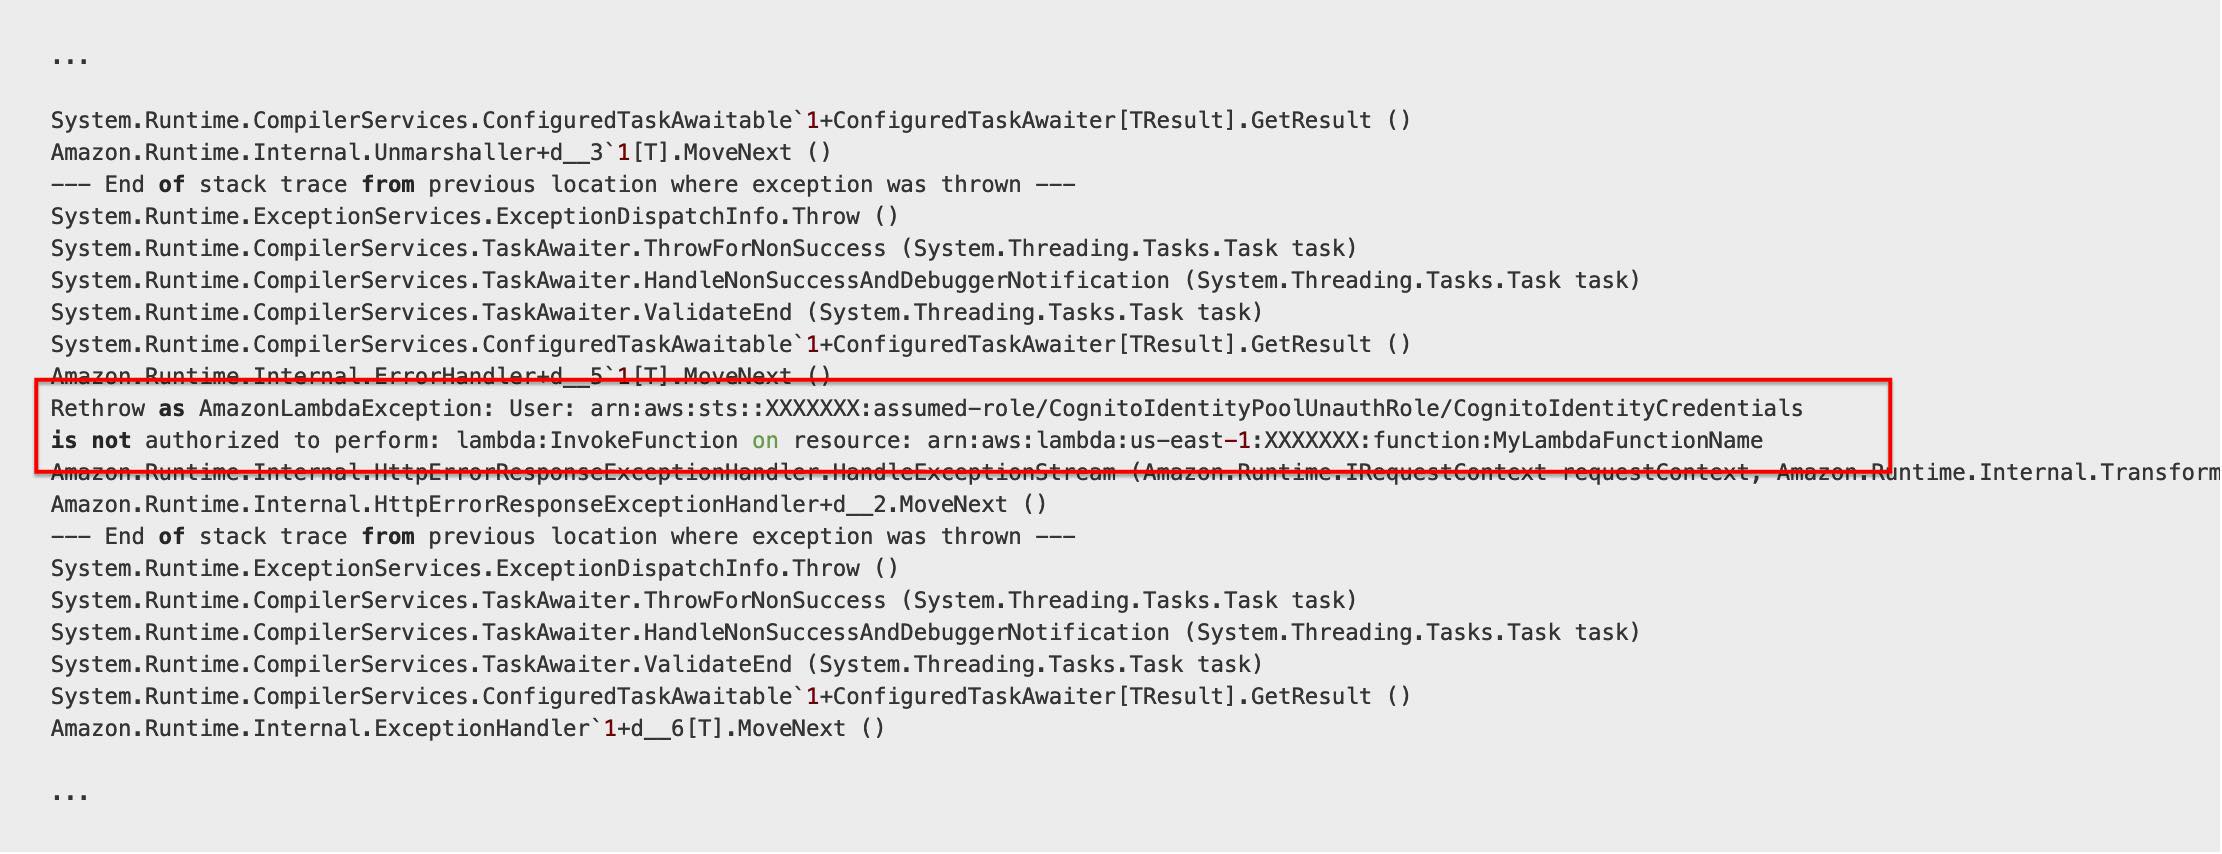 ...
System.Runtime.CompilerServices.ConfiguredTaskAwaitable`1+ConfiguredTaskAwaiter[TResult].GetResult ()
Amazon.Runtime.Internal.Unmarshaller+d__3`1[T].MoveNext ()
--- End of stack trace from previous location where exception was thrown ---
System.Runtime.ExceptionServices.ExceptionDispatchInfo.Throw ()
System.Runtime.CompilerServices.TaskAwaiter.ThrowForNonSuccess (System.Threading.Tasks.Task task)
System.Runtime.CompilerServices.TaskAwaiter.HandleNonSuccessAndDebuggerNotification (System.Threading.Tasks.Task task)
System.Runtime.CompilerServices.TaskAwaiter.ValidateEnd (System.Threading.Tasks.Task task)
System.Runtime.CompilerServices.ConfiguredTaskAwaitable`1+ConfiguredTaskAwaiter[TResult].GetResult ()
Amazon.Runtime.Internal.ErrorHandler+d__5`1[T].MoveNext ()
Rethrow as AmazonLambdaException: User: arn:aws:sts::XXXXXXX:assumed-role/CognitoIdentityPoolUnauthRole/CognitoIdentityCredentials
is not authorized to perform: lambda:InvokeFunction on resource: arn:aws:lambda:us-east-1:XXXXXXX:function:MyLambdaFunctionName
Amazon.Runtime.Internal.HttpErrorResponseExceptionHandler.HandleExceptionStream (Amazon.Runtime.IRequestContext requestContext, Amazon.Runtime.Internal.Transform
Amazon.Runtime.Internal.HttpErrorResponseExceptionHandler+d__2.MoveNext ()
--- End of stack trace from previous location where exception was thrown ---
System.Runtime.ExceptionServices.ExceptionDispatchInfo.Throw ()
System.Runtime.CompilerServices.TaskAwaiter.ThrowForNonSuccess (System.Threading.Tasks.Task task)
System.Runtime.CompilerServices.TaskAwaiter.HandleNonSuccessAndDebuggerNotification (System.Threading.Tasks.Task task)
System.Runtime.CompilerServices.TaskAwaiter.ValidateEnd (System.Threading.Tasks.Task task)
System.Runtime.CompilerServices.ConfiguredTaskAwaitable`1+ConfiguredTaskAwaiter[TResult].GetResult ()
Amazon.Runtime.Internal.ExceptionHandler`1+d__6[T].MoveNext ()
...